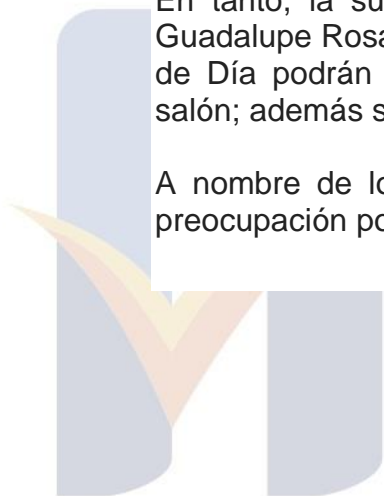 En tanto, la su
Guadalupe Rosa
de Día podrán
salón; además s
A nombre de lo
preocupación po